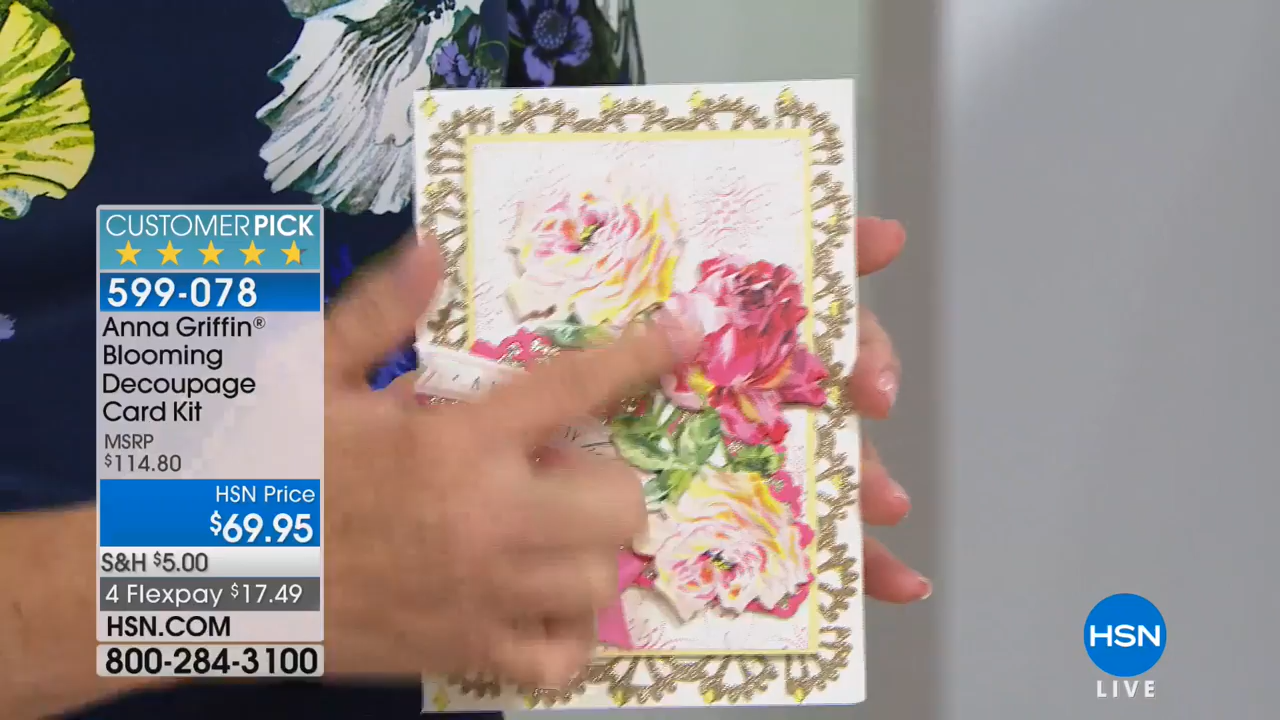 CUSTOMER PICK
599-078
Anna Griffin®
Blooming
Decoupage
Card Kit
MSRP
$114.80
HSN Price
$69.95
S&H $5.00
4 Flexpay $17.49
HSN.COM
800-284-3100
HSN
LIVE